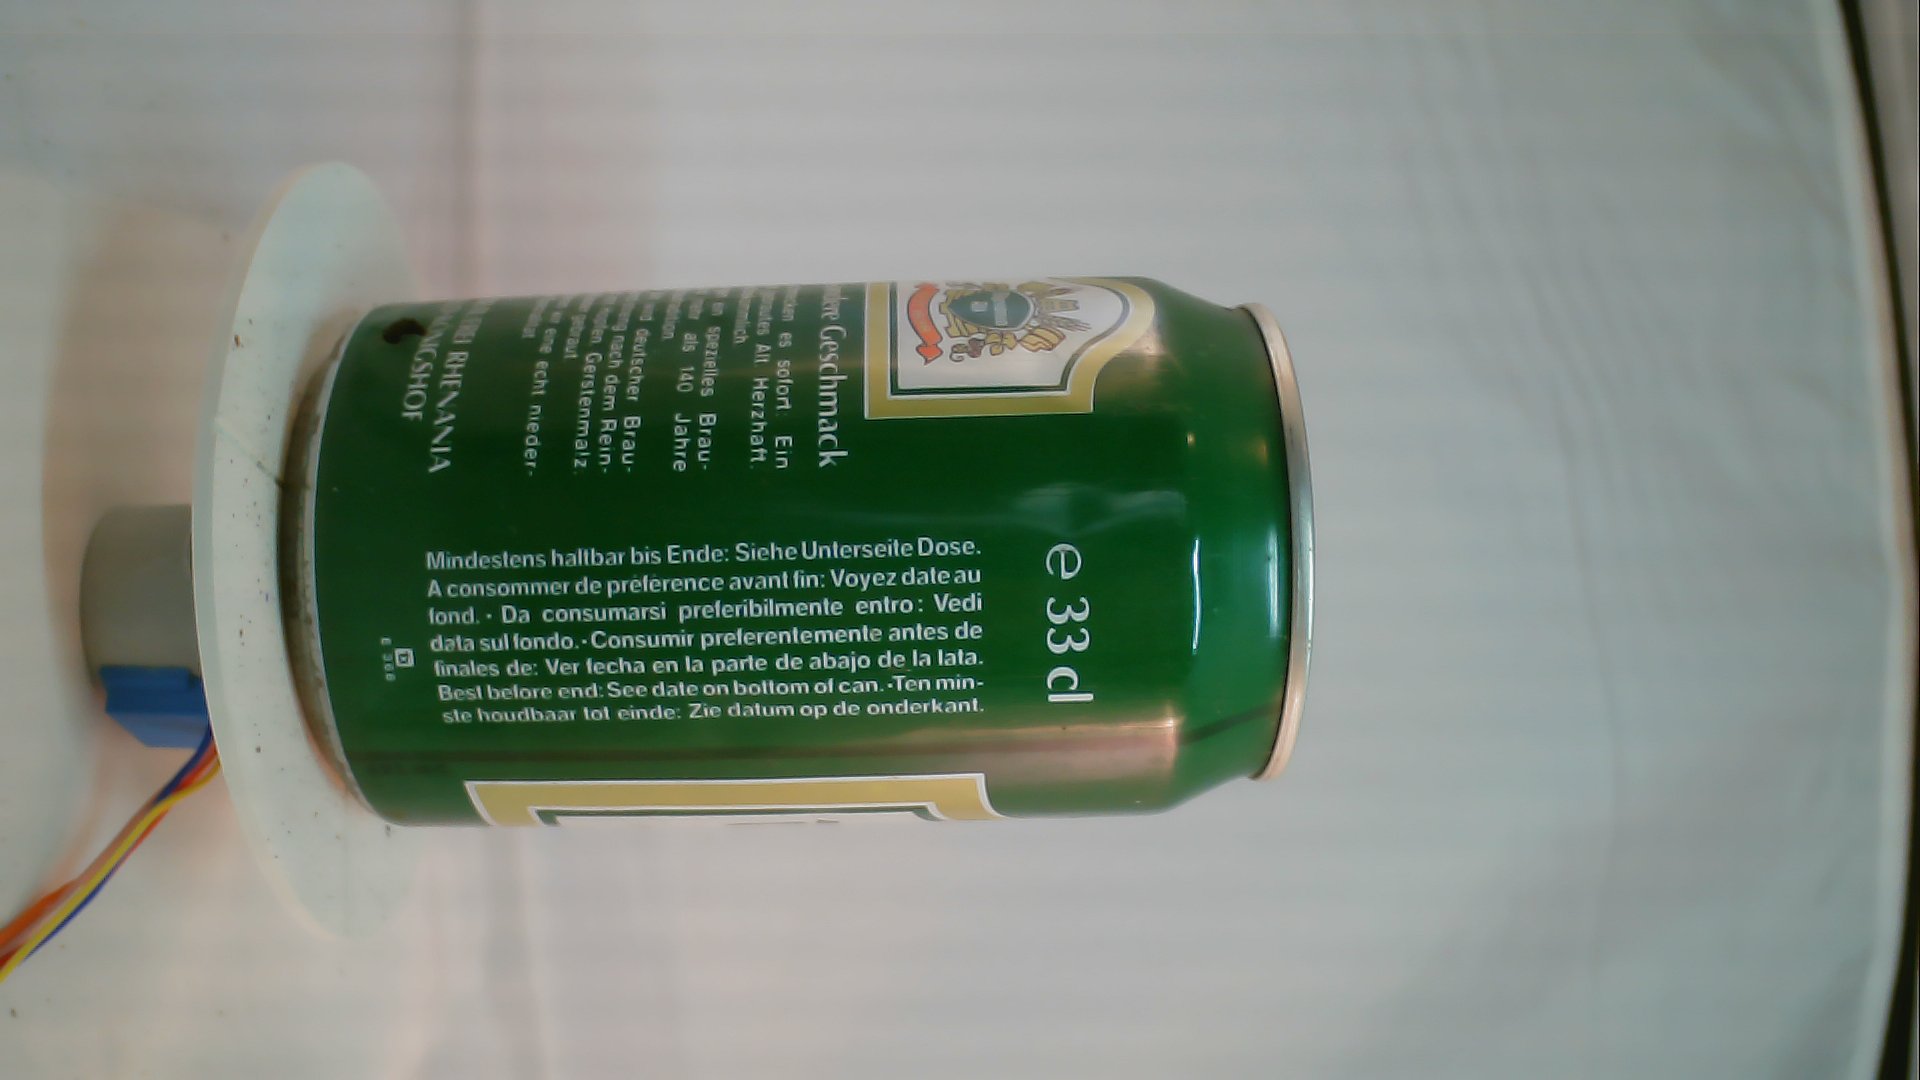 Geschmack
es sofort. Ein
Alt. Herzhaft.
spezielles Brau-
als 140 Jahre
deutscher Brau-
nach dem Rein-
Gerstenmalz
eine echt nieder-
RHENANIA
Mindestens haltbar bis Ende: Siehe Unterseite Dose.
A consommer de préférence avant fin: Voyez date au
fond. · Da consumarsi preferibilmente entro: Vedi
data sul fondo. · Consumir preferentemente antes de
finales de: Ver fecha en la parte de abajo de la lata.
Best before end: See date on bottom of can. · Ten min-
ste houdbaar tot einde: Zie datum op de onderkant.
e 33 cl